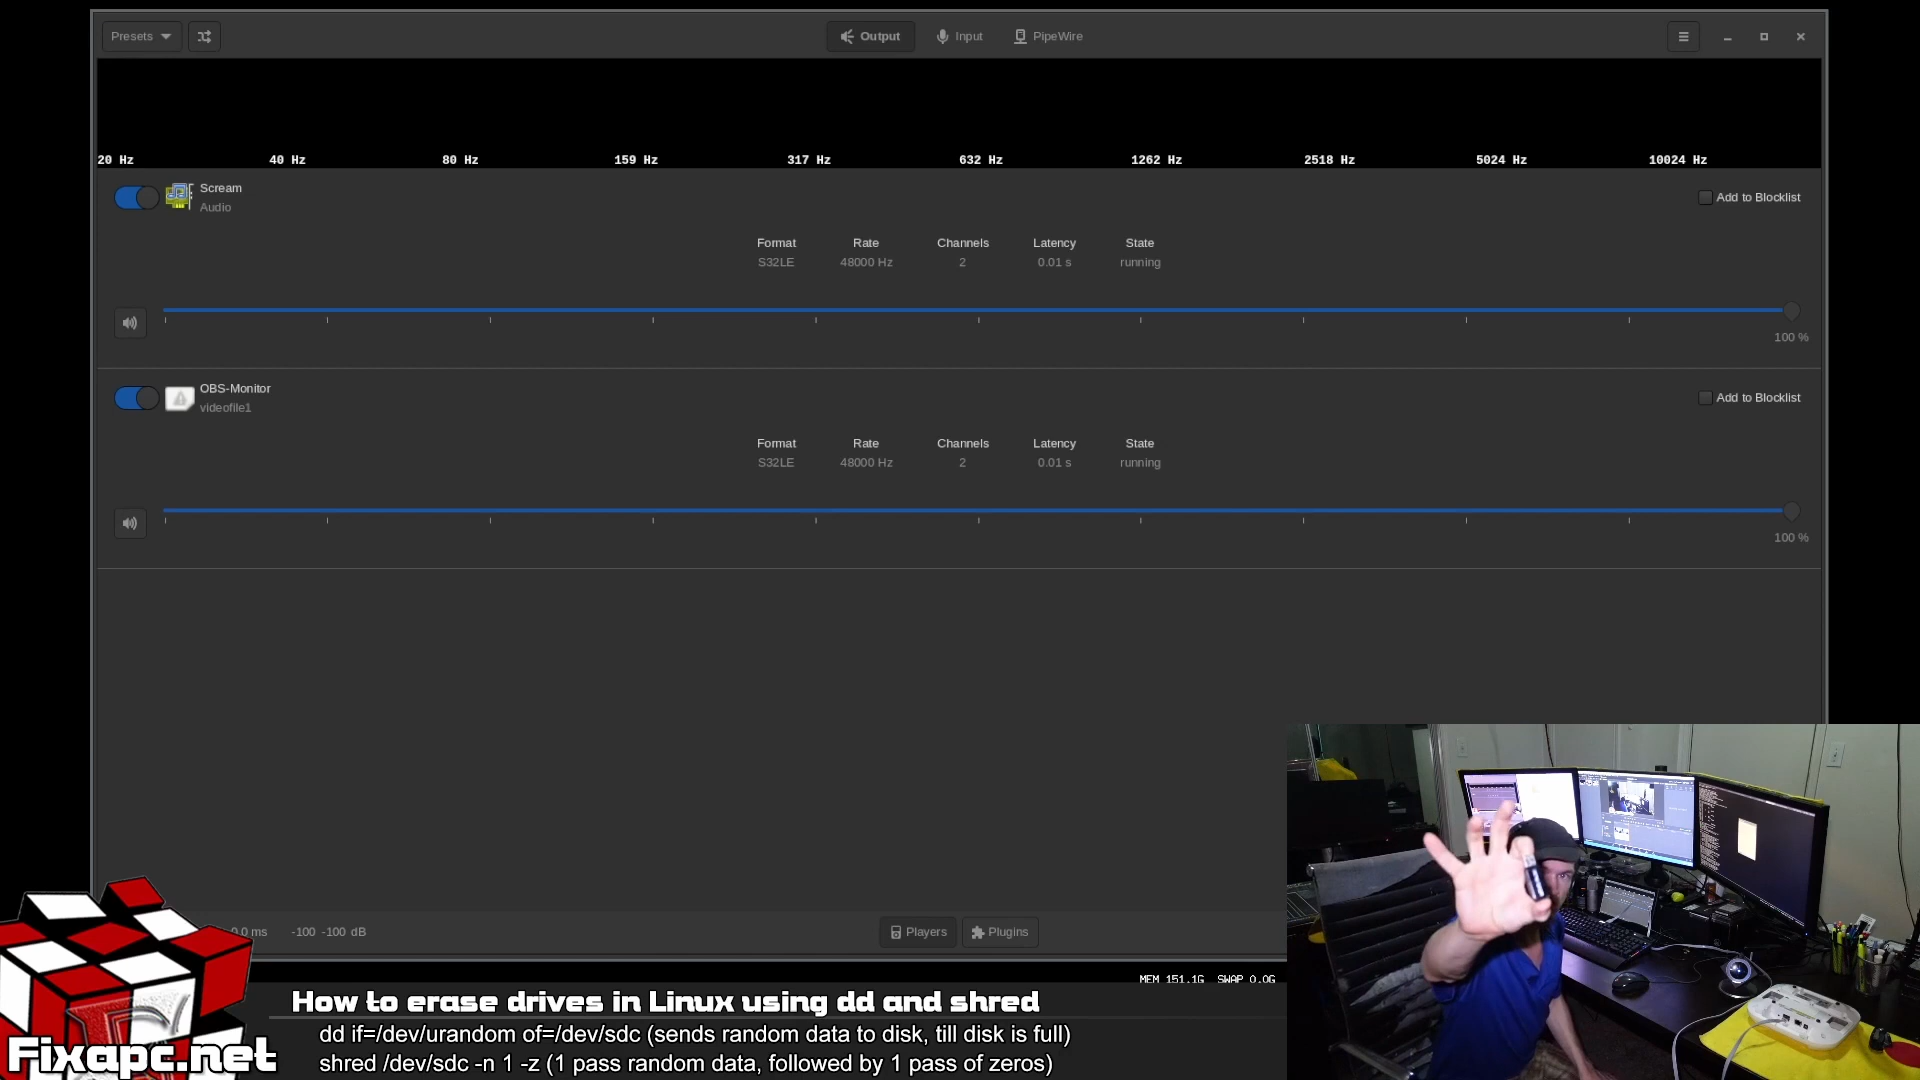 Presets
Output
Input
PipeWire
20 Hz
40 Hz
80 Hz
159 Hz
317 Hz
632 Hz
1262 Hz
2518 Hz
5024 Hz
10024 Hz
Scream
Audio
Add to Blocklist
Format Rate Channels Latency State
S32LE 48000 Hz 2 0.01 s running
100 %
OBS-Monitor
videofile1
Add to Blocklist
Format Rate Channels Latency State
S32LE 48000 Hz 2 0.01 s running
100 %
0.0 ms -100 -100 dB
Players
Plugins
MEM 151.1G SWAP 0.0G
How to erase drives in Linux using dd and shred
dd if=/dev/urandom of=/dev/sdc (sends random data to disk, till disk is full)
shred /dev/sdc -n 1 -z (1 pass random data, followed by 1 pass of zeros)
Fixapc.net